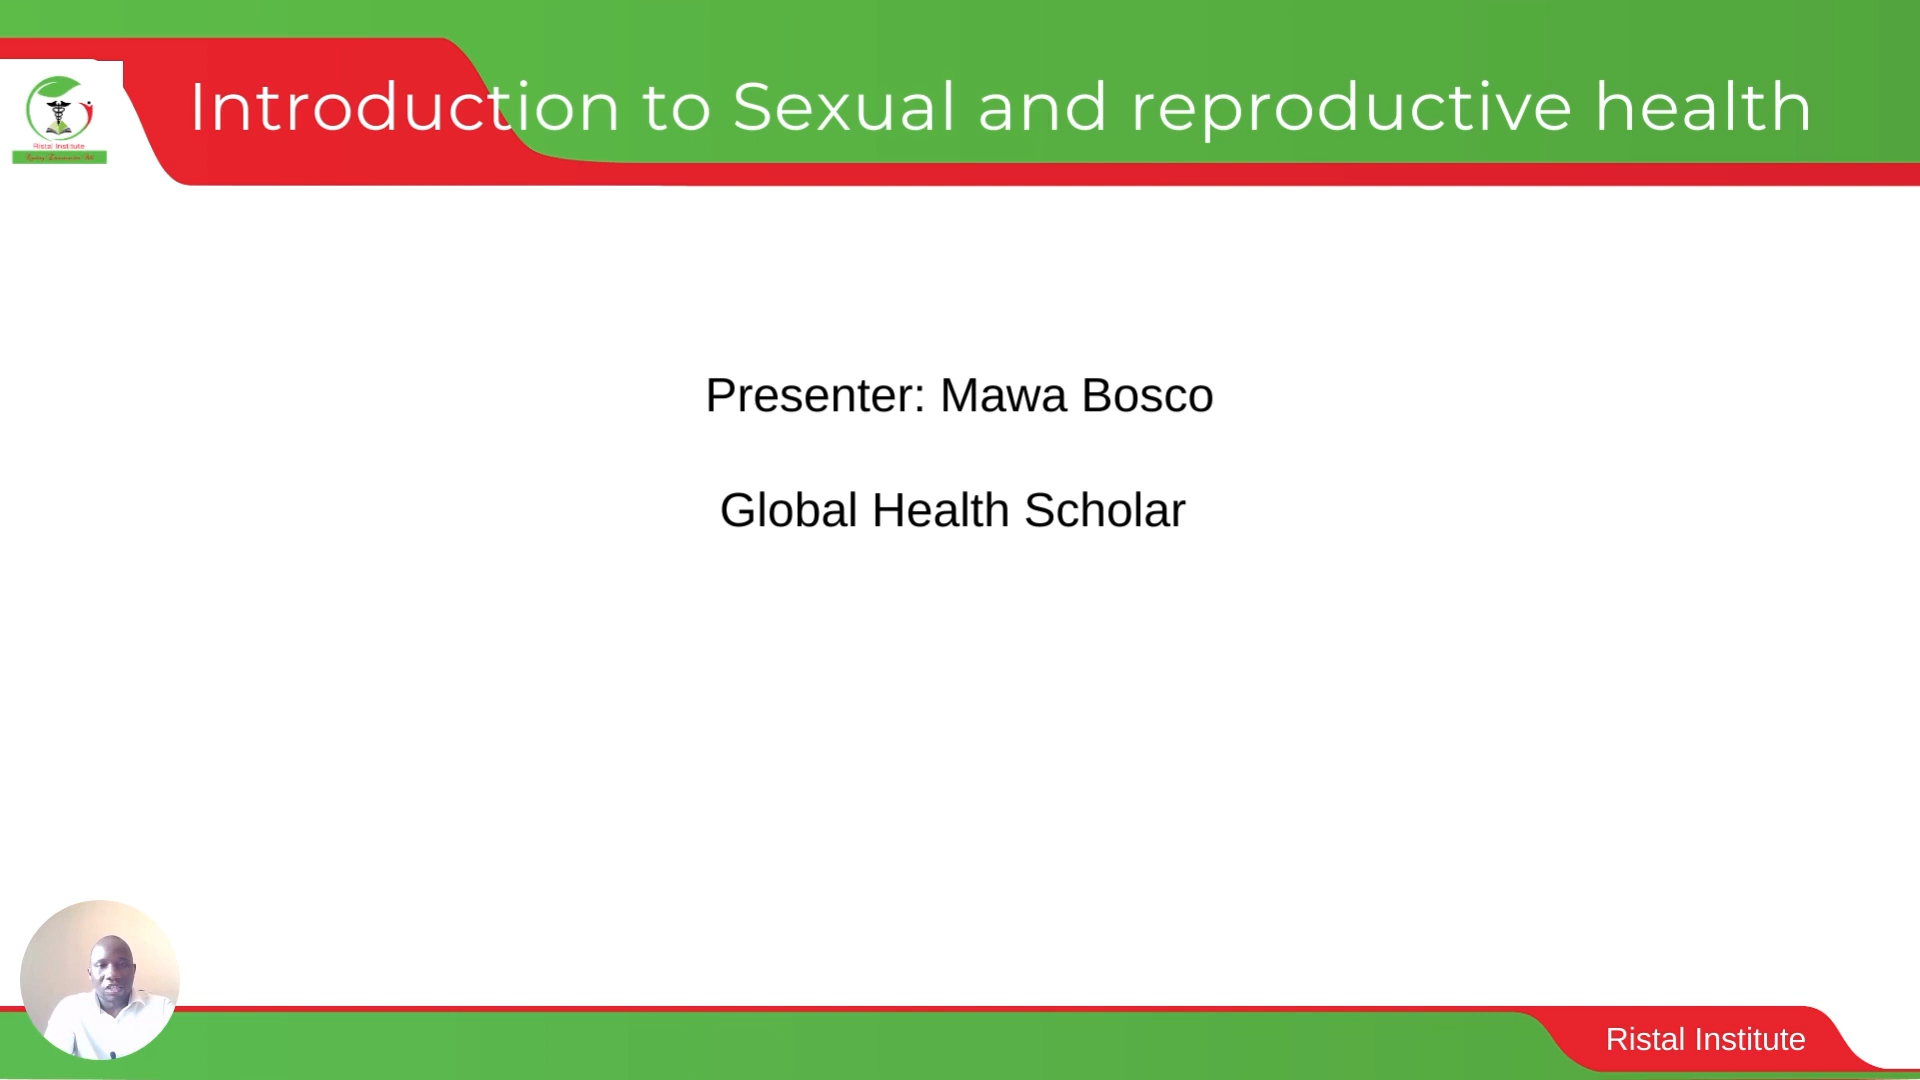 Introduction to Sexual and reproductive health
Ristal Institute
Presenter: Mawa Bosco
Global Health Scholar
Ristal Institute